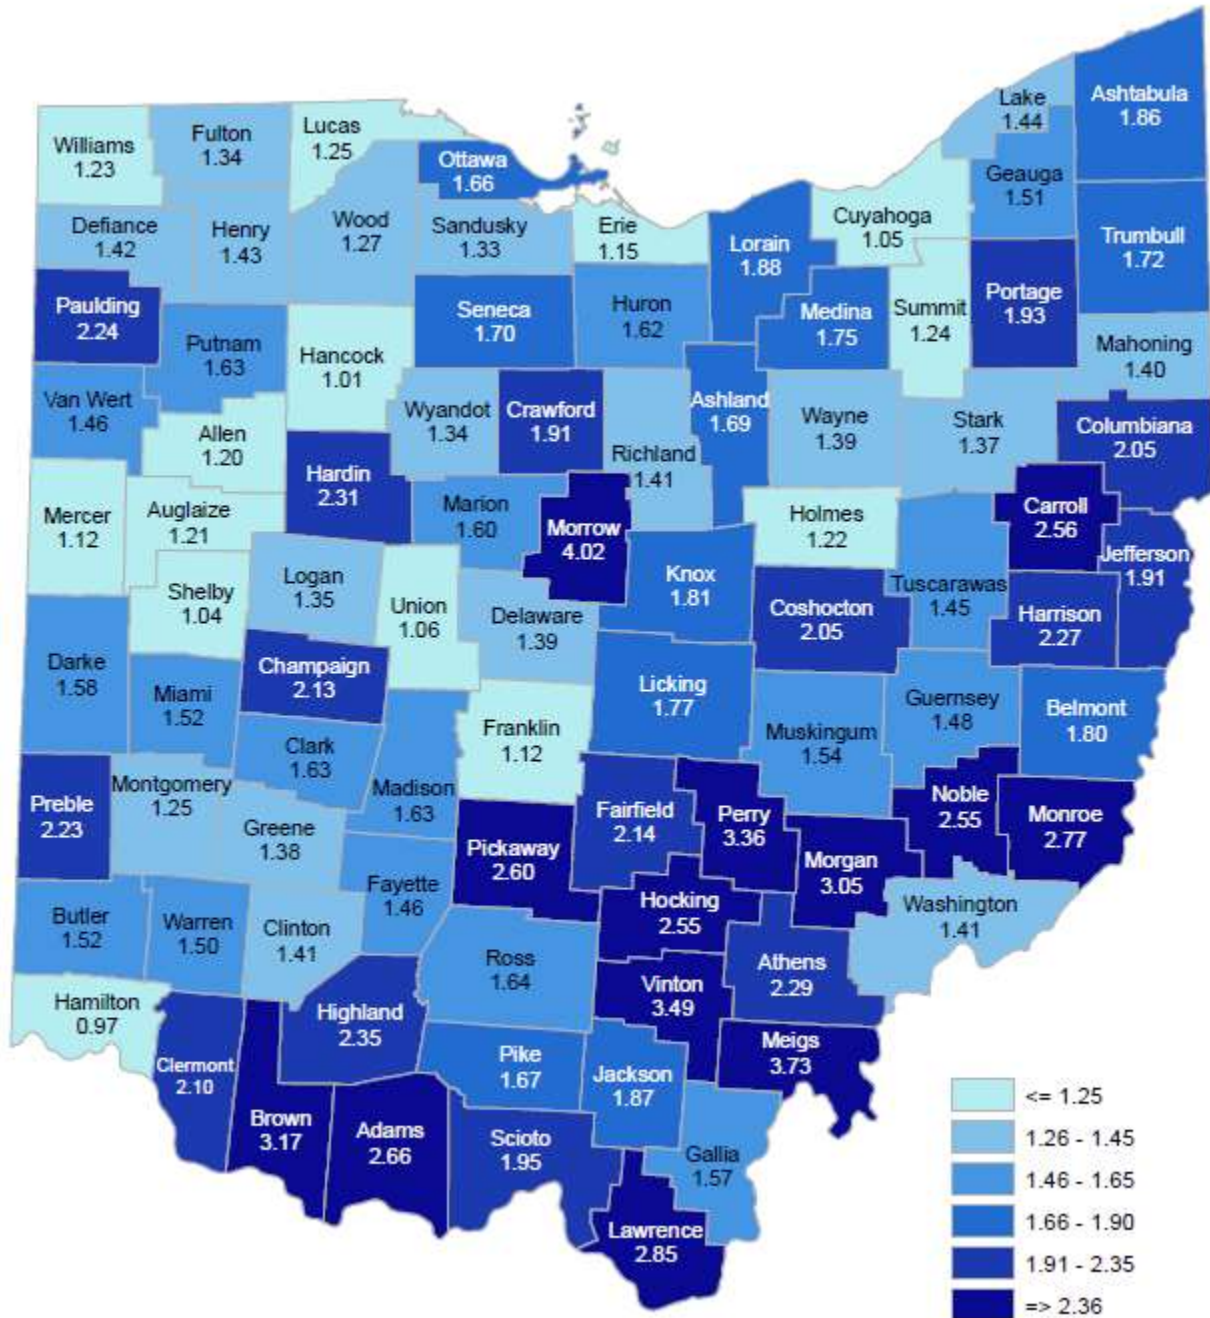 Williams
1.23
Fulton
1.34
Lucas
1.25
Ottawa
1.66
Lake
1.44
Ashtabula
1.86
Geauga
1.51
Defiance
1.42
Henry
1.43
Wood
1.27
Sandusky
1.33
Erie
1.15
Lorain
1.88
Cuyahoga
1.05
Trumbull
1.72
Paulding
2.24
Putnam
1.63
Hancock
1.01
Seneca
1.70
Huron
1.62
Medina
1.75
Summit
1.24
Portage
1.93
Mahoning
1.40
Van Wert
1.46
Allen
1.20
Hardin
2.31
Wyandot
1.34
Crawford
1.91
Richland
1.41
Ashland
1.69
Wayne
1.39
Stark
1.37
Columbiana
2.05
Mercer
1.12
Auglaize
1.21
Marion
1.60
Morrow
4.02
Holmes
1.22
Carroll
2.56
Jefferson
1.91
Shelby
1.04
Logan
1.35
Union
1.06
Delaware
1.39
Knox
1.81
Coshocton
2.05
Tuscarawas
1.45
Harrison
2.27
Darke
1.58
Miami
1.52
Champaign
2.13
Clark
1.63
Madison
1.63
Franklin
1.12
Licking
1.77
Muskingum
1.54
Guernsey
1.48
Belmont
1.80
Preble
2.23
Montgomery
1.25
Greene
1.38
Fayette
1.46
Pickaway
2.60
Fairfield
2.14
Perry
3.36
Morgan
3.05
Noble
2.55
Monroe
2.77
Butler
1.52
Warren
1.50
Clinton
1.41
Ross
1.64
Hocking
2.55
Vinton
3.49
Athens
2.29
Washington
1.41
Hamilton
0.97
Clermont
2.10
Highland
2.35
Pike
1.67
Jackson
1.87
Meigs
3.73
Brown
3.17
Adams
2.66
Scioto
1.95
Gallia
1.57
Lawrence
2.85
<= 1.25
1.26 - 1.45
1.46 - 1.65
1.66 - 1.90
1.91 - 2.35
=> 2.36